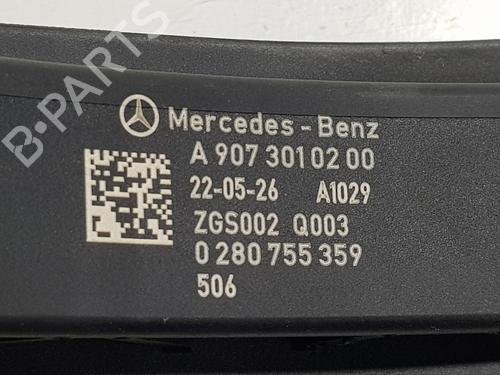 B-PARTS
Mercedes-Benz
A 907 301 02 00
22-05-26 A1029
ZGS002 Q003
0 280 755 359
506